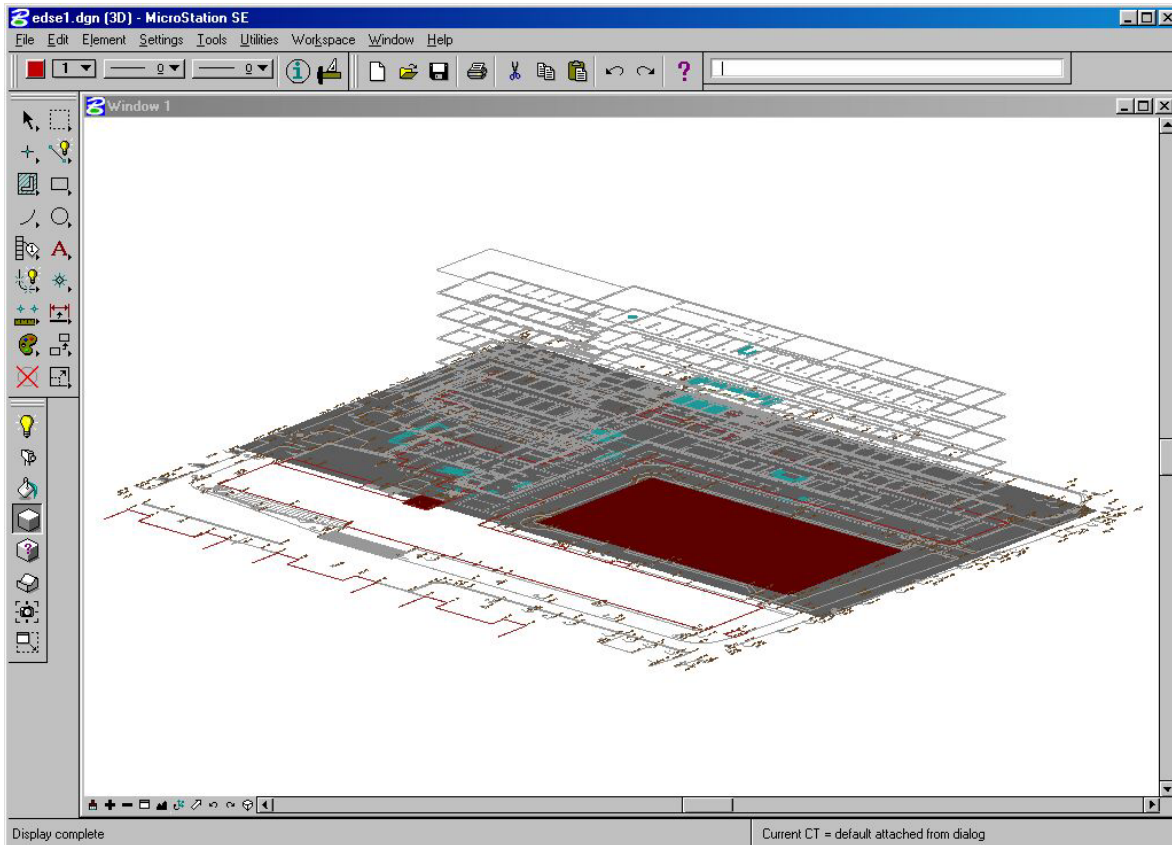 edse1.dgn (3D) - MicroStation SE
File Edit Element Settings Tools Utilities Workspace Window Help
1 0 0
Window 1
Display complete
Current CT = default attached from dialog